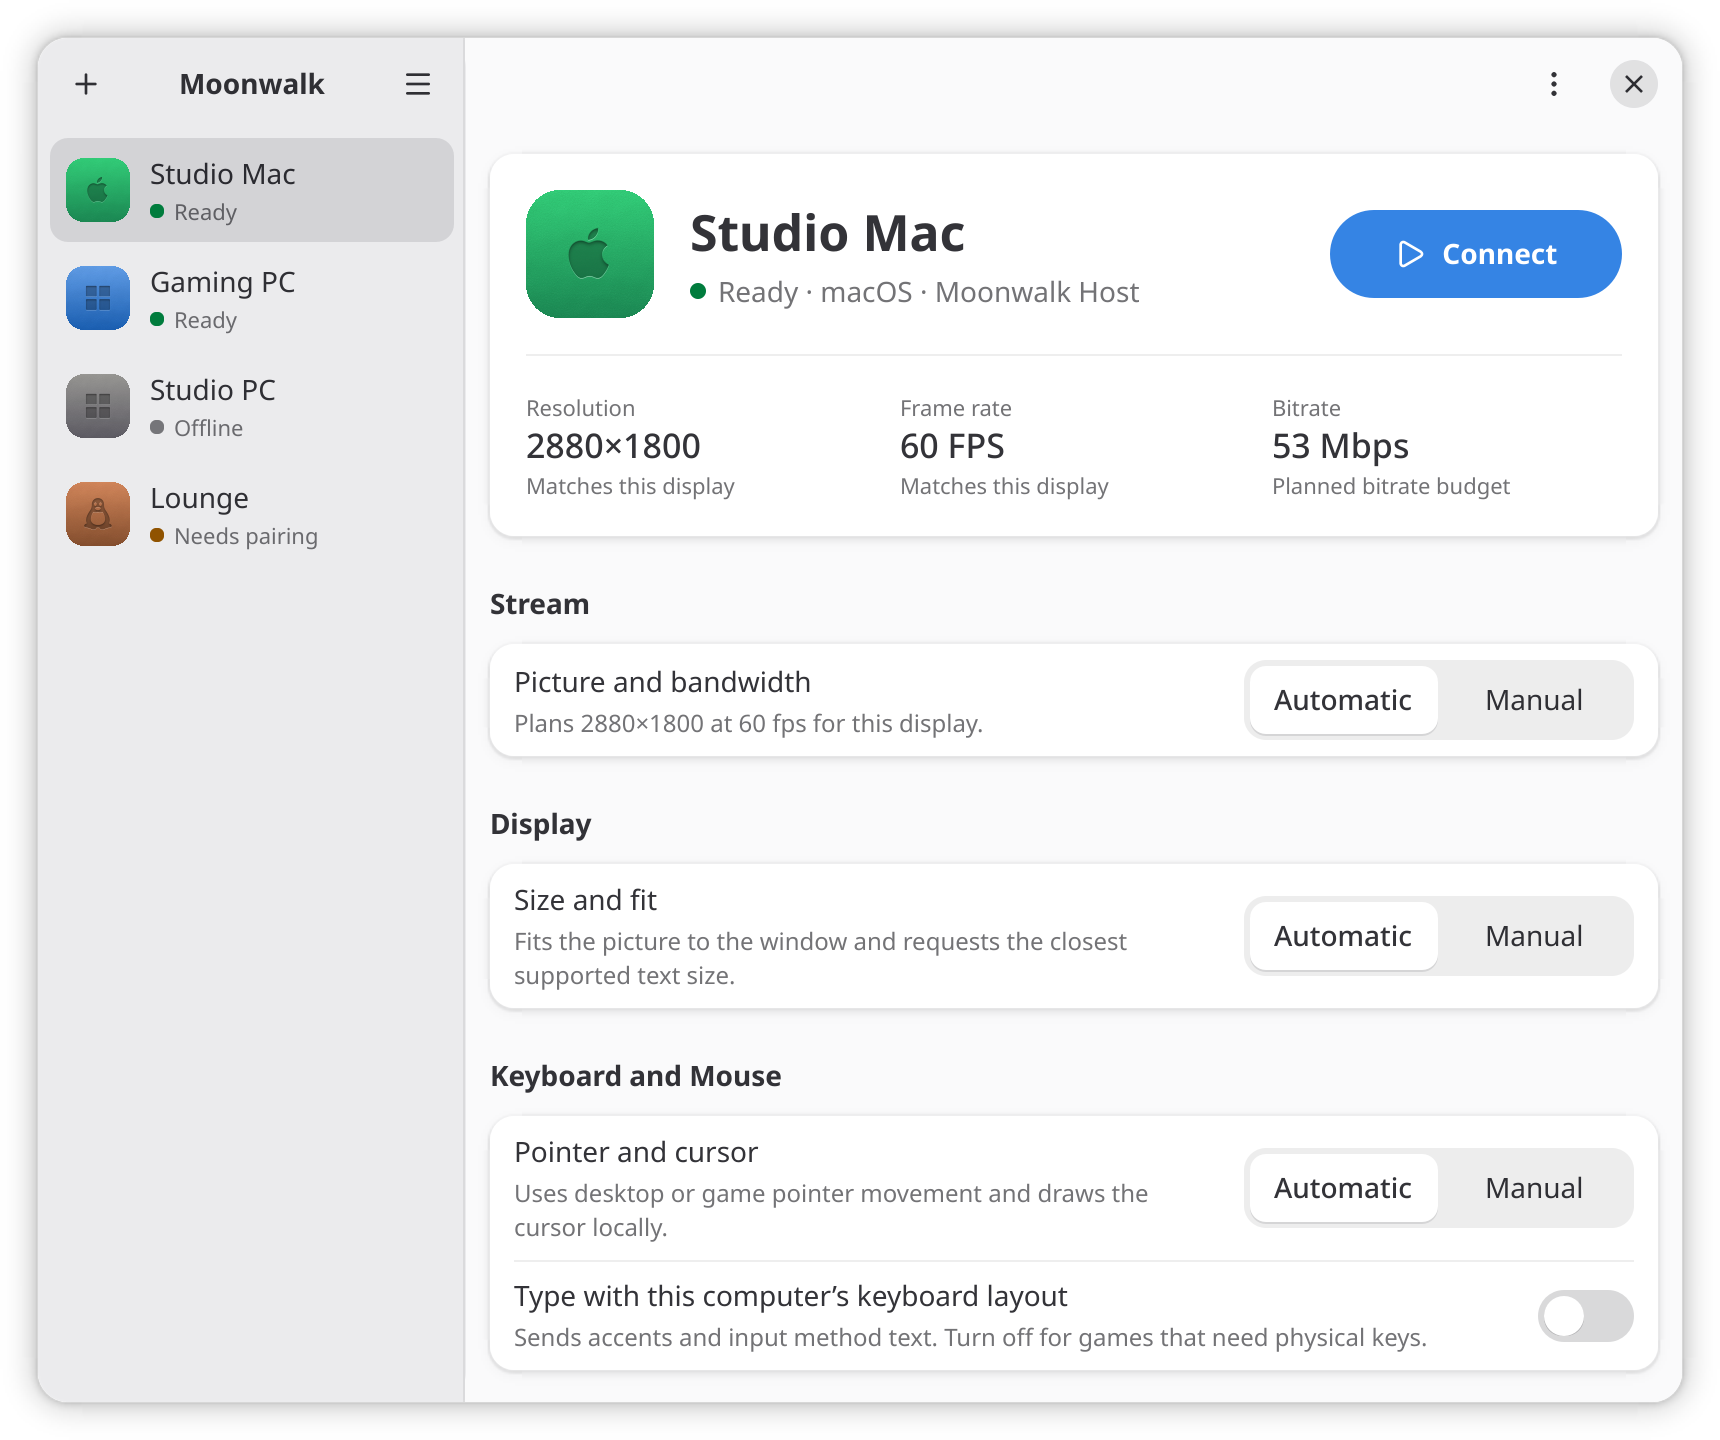 Moonwalk
Studio Mac
Ready
Gaming PC
Ready
Studio PC
Offline
Lounge
Needs pairing
Studio Mac
Ready · macOS · Moonwalk Host
Connect
Resolution
2880×1800
Matches this display
Frame rate
60 FPS
Matches this display
Bitrate
53 Mbps
Planned bitrate budget
Stream
Picture and bandwidth
Plans 2880×1800 at 60 fps for this display.
Automatic
Manual
Display
Size and fit
Fits the picture to the window and requests the closest
supported text size.
Automatic
Manual
Keyboard and Mouse
Pointer and cursor
Uses desktop or game pointer movement and draws the
cursor locally.
Automatic
Manual
Type with this computer’s keyboard layout
Sends accents and input method text. Turn off for games that need physical keys.